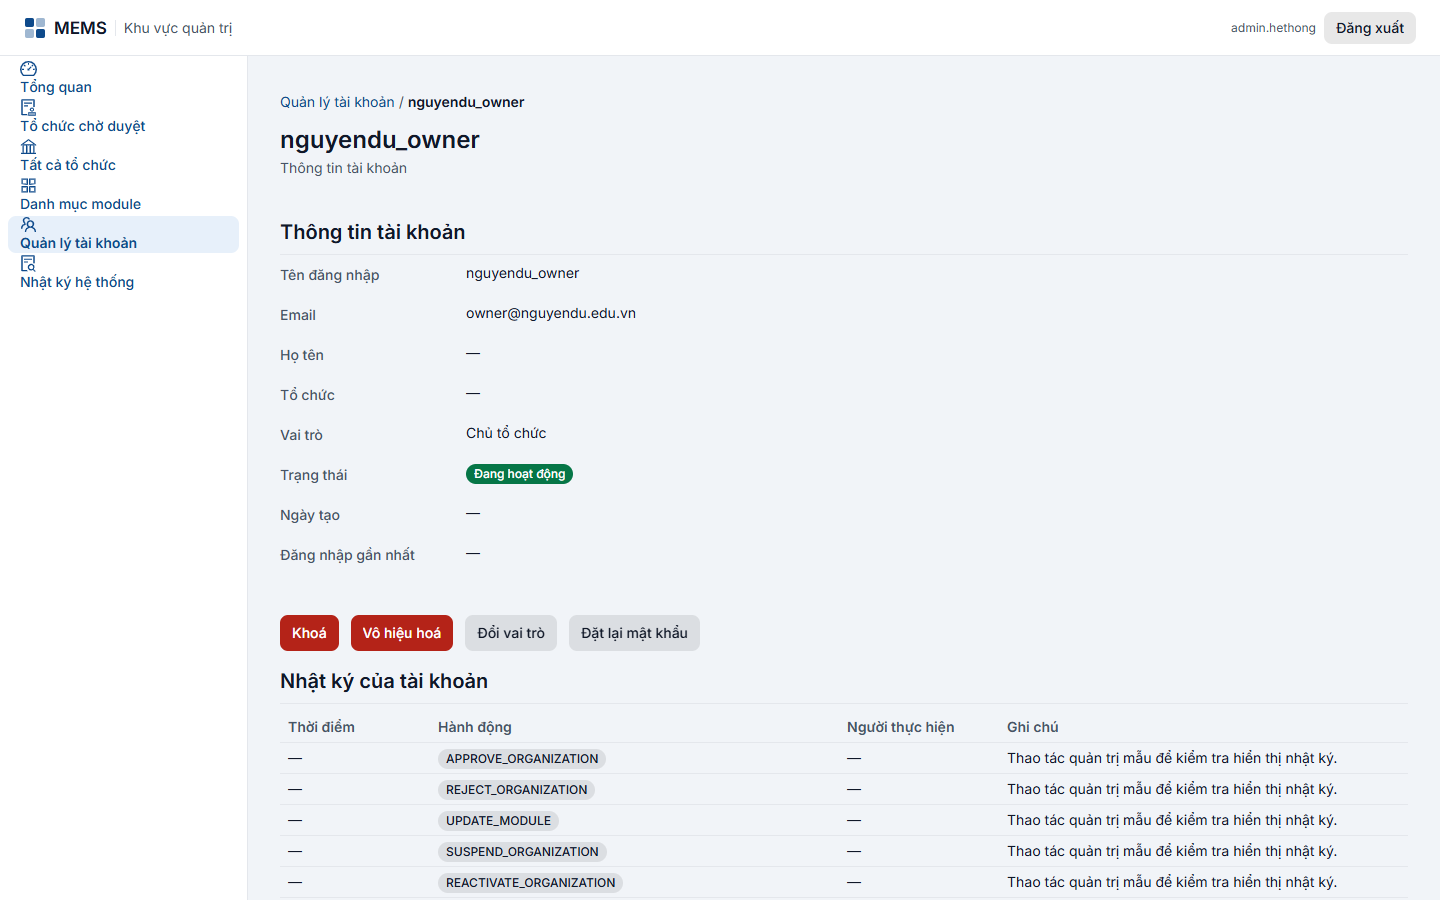 MEMS Khu vực quản trị
admin.hethong Đăng xuất
Tổng quan
Tổ chức chờ duyệt
Tất cả tổ chức
Danh mục module
Quản lý tài khoản
Nhật ký hệ thống
Quản lý tài khoản / nguyendu_owner
nguyendu_owner
Thông tin tài khoản
Thông tin tài khoản
Tên đăng nhập nguyendu_owner
Email owner@nguyendu.edu.vn
Họ tên —
Tổ chức —
Vai trò Chủ tổ chức
Trạng thái Đang hoạt động
Ngày tạo —
Đăng nhập gần nhất —
Khoá Vô hiệu hoá Đổi vai trò Đặt lại mật khẩu
Nhật ký của tài khoản
Thời điểm Hành động Người thực hiện Ghi chú
— APPROVE_ORGANIZATION — Thao tác quản trị mẫu để kiểm tra hiển thị nhật ký.
— REJECT_ORGANIZATION — Thao tác quản trị mẫu để kiểm tra hiển thị nhật ký.
— UPDATE_MODULE — Thao tác quản trị mẫu để kiểm tra hiển thị nhật ký.
— SUSPEND_ORGANIZATION — Thao tác quản trị mẫu để kiểm tra hiển thị nhật ký.
— REACTIVATE_ORGANIZATION — Thao tác quản trị mẫu để kiểm tra hiển thị nhật ký.